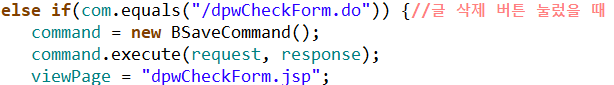 else if(com.equals("/dpwCheckForm.do")) {//글 삭제 버튼 눌렀을 때
command = new BSaveCommand();
command.execute(request, response);
viewPage = "dpwCheckForm.jsp";